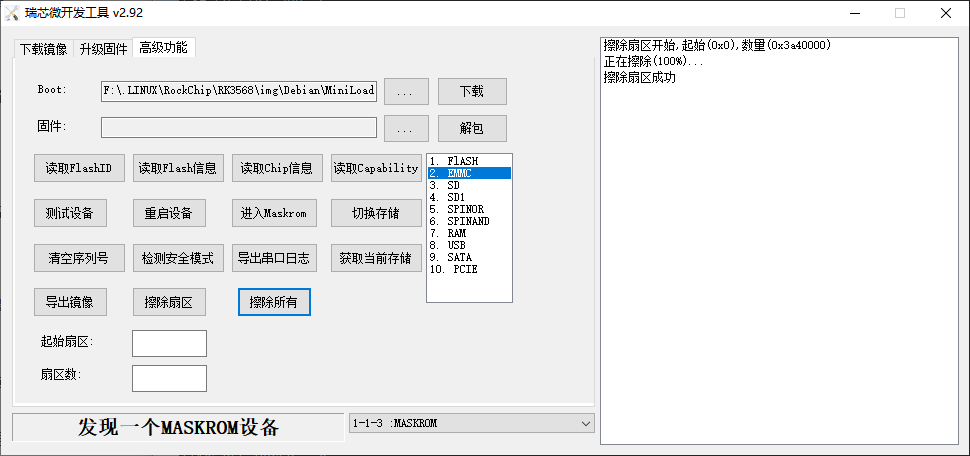 瑞芯微开发工具 v2.92
下载镜像 升级固件 高级功能
Boot: F:\.LINUX\RockChip\RK3568\img\Debian\MiniLoad ... 下载
固件: ... 解包
读取FlashID 读取Flash信息 读取Chip信息 读取Capability
测试设备 重启设备 进入Maskrom 切换存储
清空序列号 检测安全模式 导出串口日志 获取当前存储
导出镜像 擦除扇区 擦除所有
1. FlASH
2. EMMC
3. SD
4. SD1
5. SPINOR
6. SPINAND
7. RAM
8. USB
9. SATA
10. PCIE
起始扇区:
扇区数:
发现一个MASKROM设备
1-1-3 :MASKROM
擦除扇区开始,起始(0x0),数量(0x3a40000)
正在擦除(100%)...
擦除扇区成功